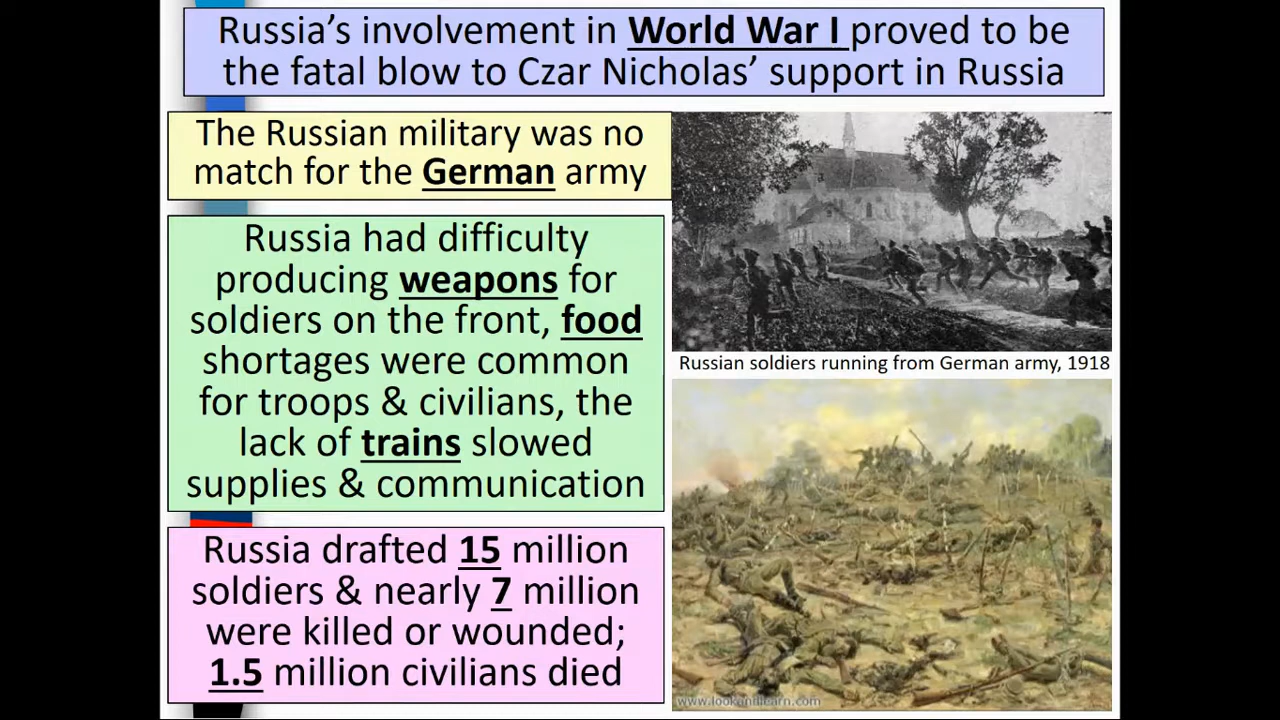 Russia’s involvement in World War I proved to be
the fatal blow to Czar Nicholas’ support in Russia
The Russian military was no
match for the German army
Russia had difficulty
producing weapons for
soldiers on the front, food
shortages were common
for troops & civilians, the
lack of trains slowed
supplies & communication
Russia drafted 15 million
soldiers & nearly 7 million
were killed or wounded;
1.5 million civilians died
Russian soldiers running from German army, 1918
www.lookandlearn.com